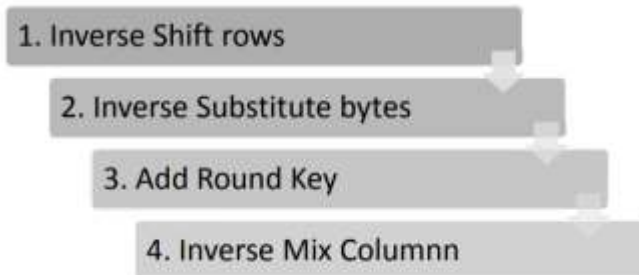 1. Inverse Shift rows
2. Inverse Substitute bytes
3. Add Round Key
4. Inverse Mix Columnn